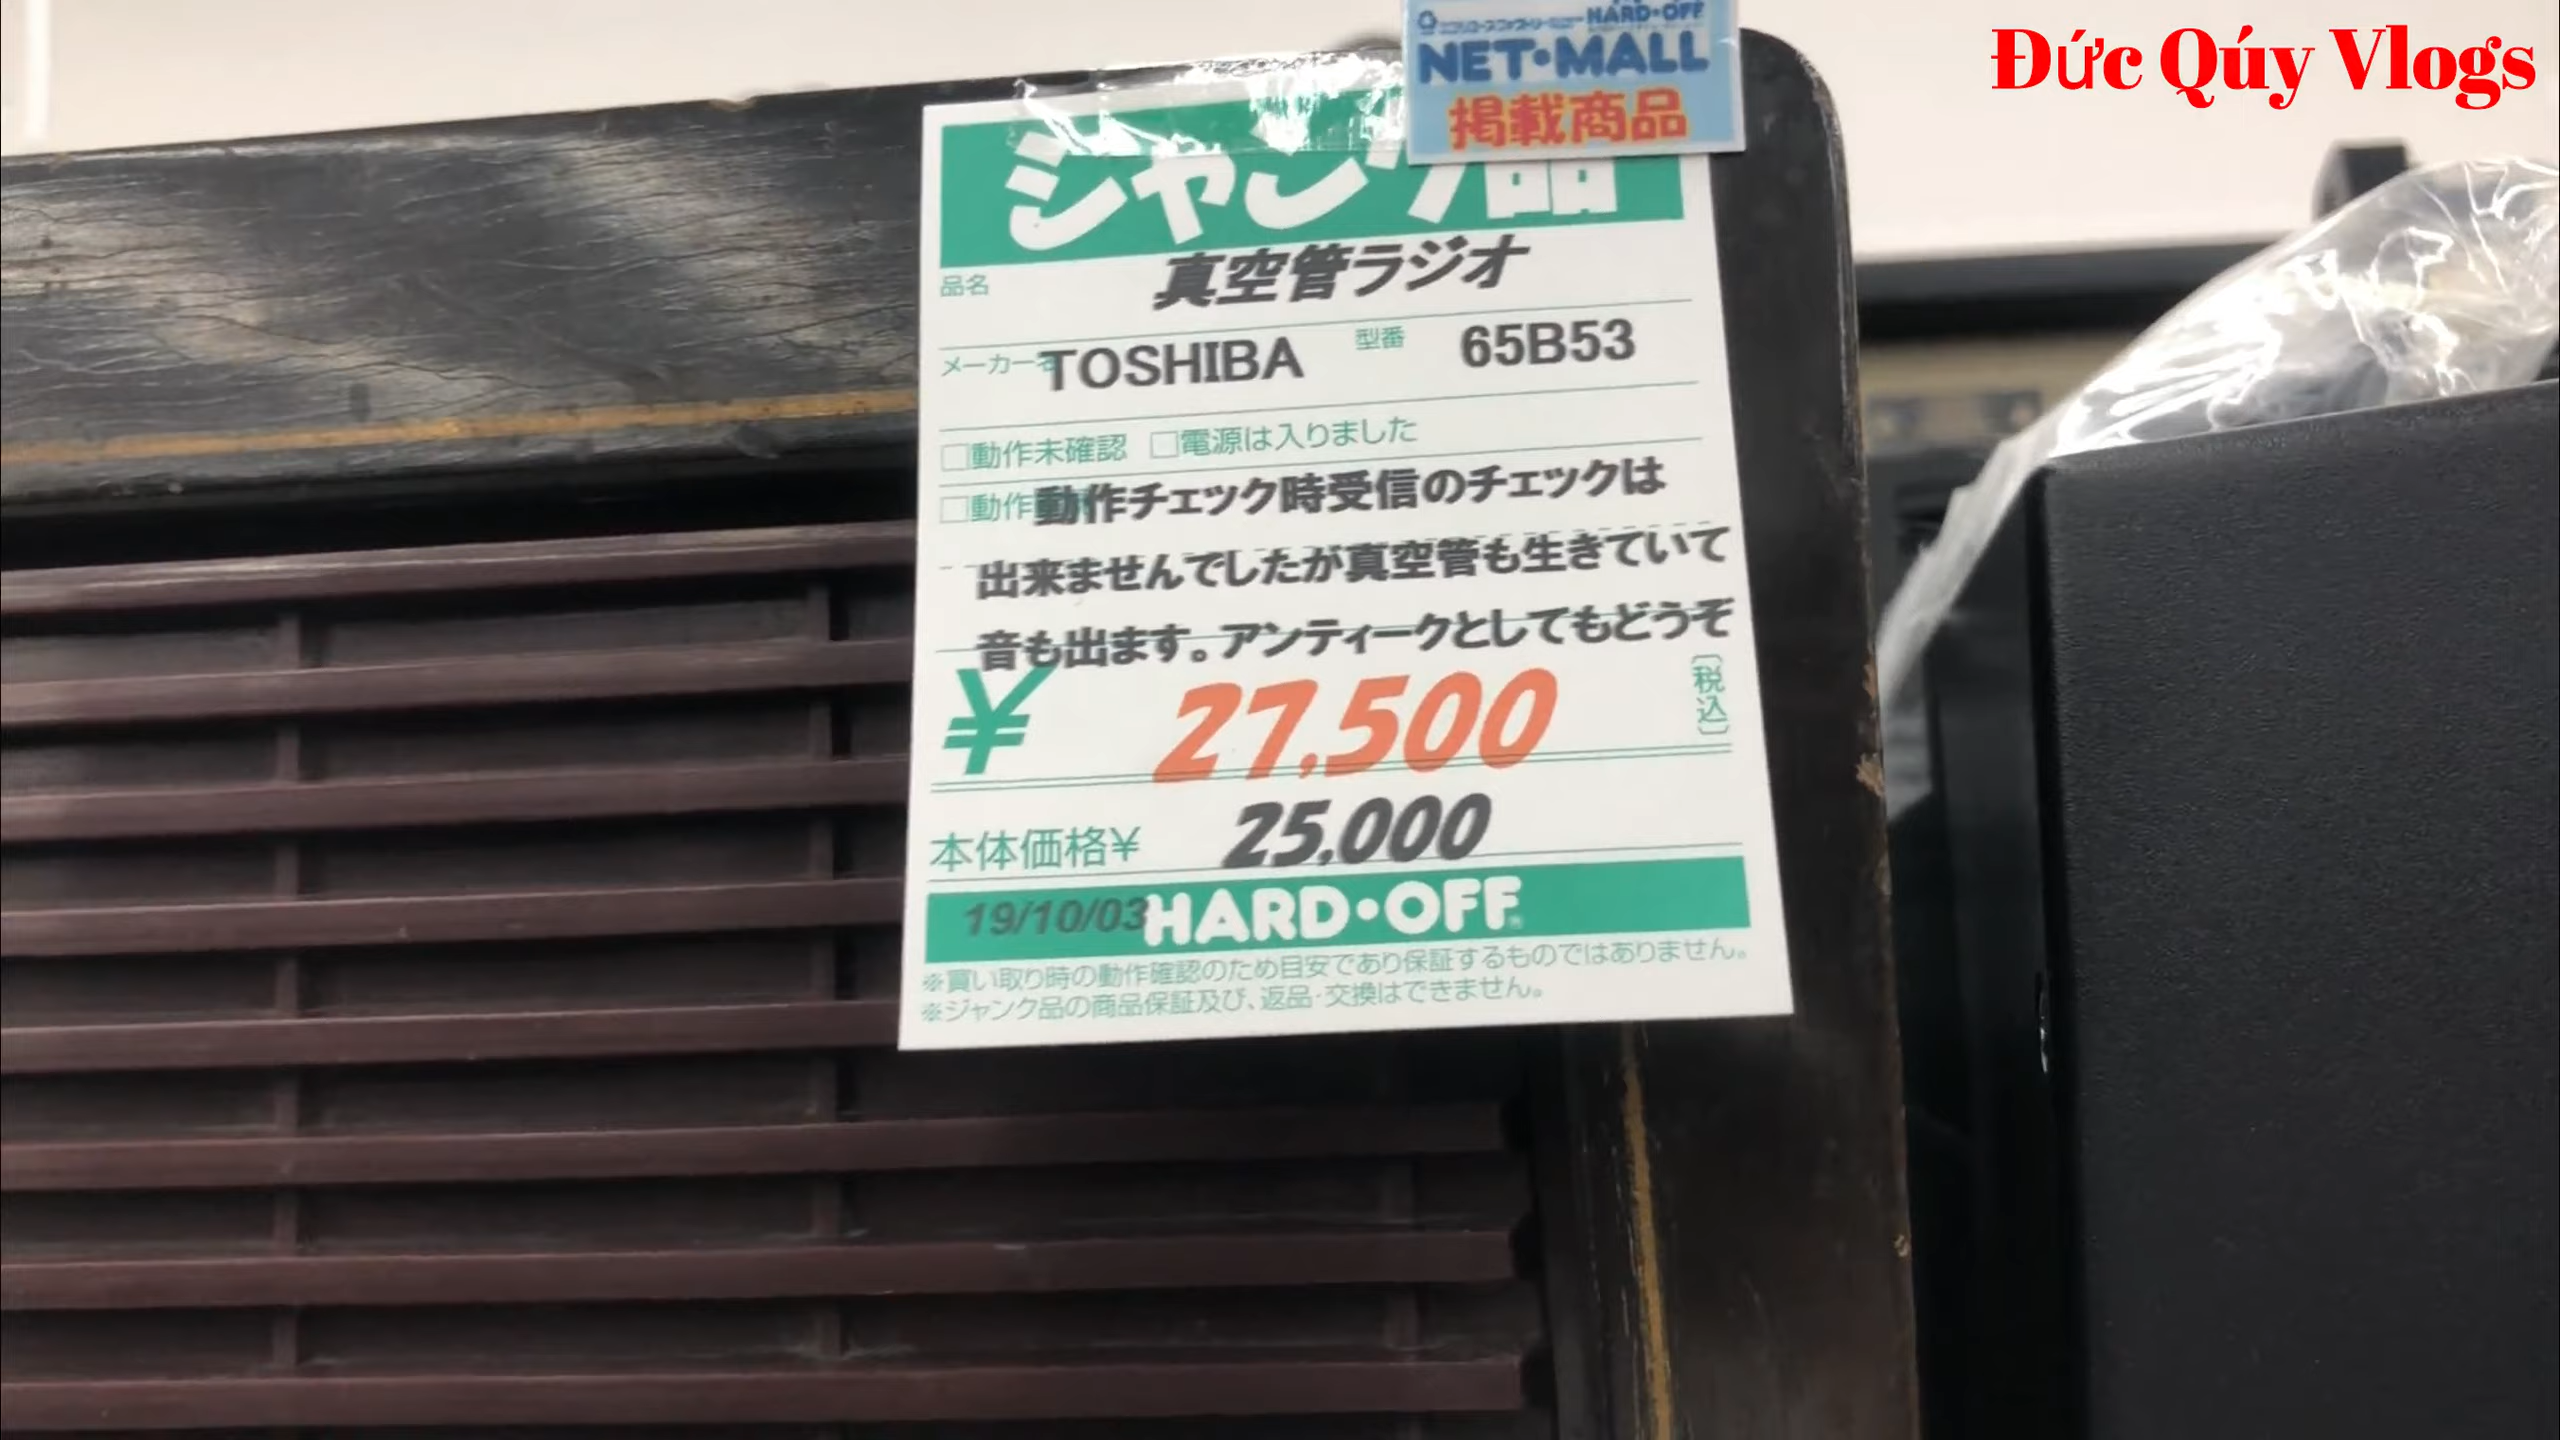 Đức Qúy Vlogs
HARD・OFF
NET・MALL
掲載商品
ジャンク品
品名 真空管ラジオ
メーカー名 TOSHIBA 型番 65B53
□動作未確認 □電源は入りました
□動作 動作チェック時受信のチェックは
出来ませんでしたが真空管も生きていて
音も出ます。アンティークとしてもどうぞ
¥ 27,500 〔税込〕
本体価格¥ 25,000
19/10/03 HARD・OFF
※買い取り時の動作確認のため目安であり保証するものではありません。
※ジャンク品の商品保証及び、返品・交換はできません。